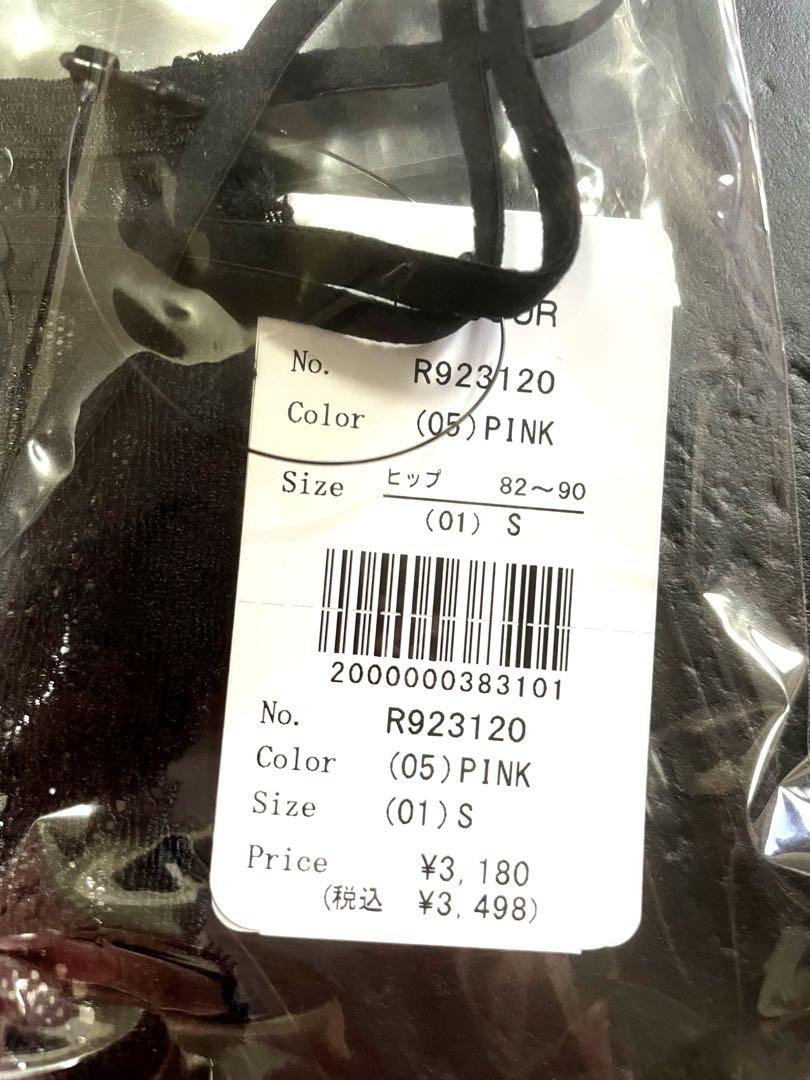 No. R923120
Color (05)PINK
Size ヒップ 82～90
(01) S
2000000383101
No. R923120
Color (05)PINK
Size (01)S
Price ¥3,180
(税込 ¥3,498)